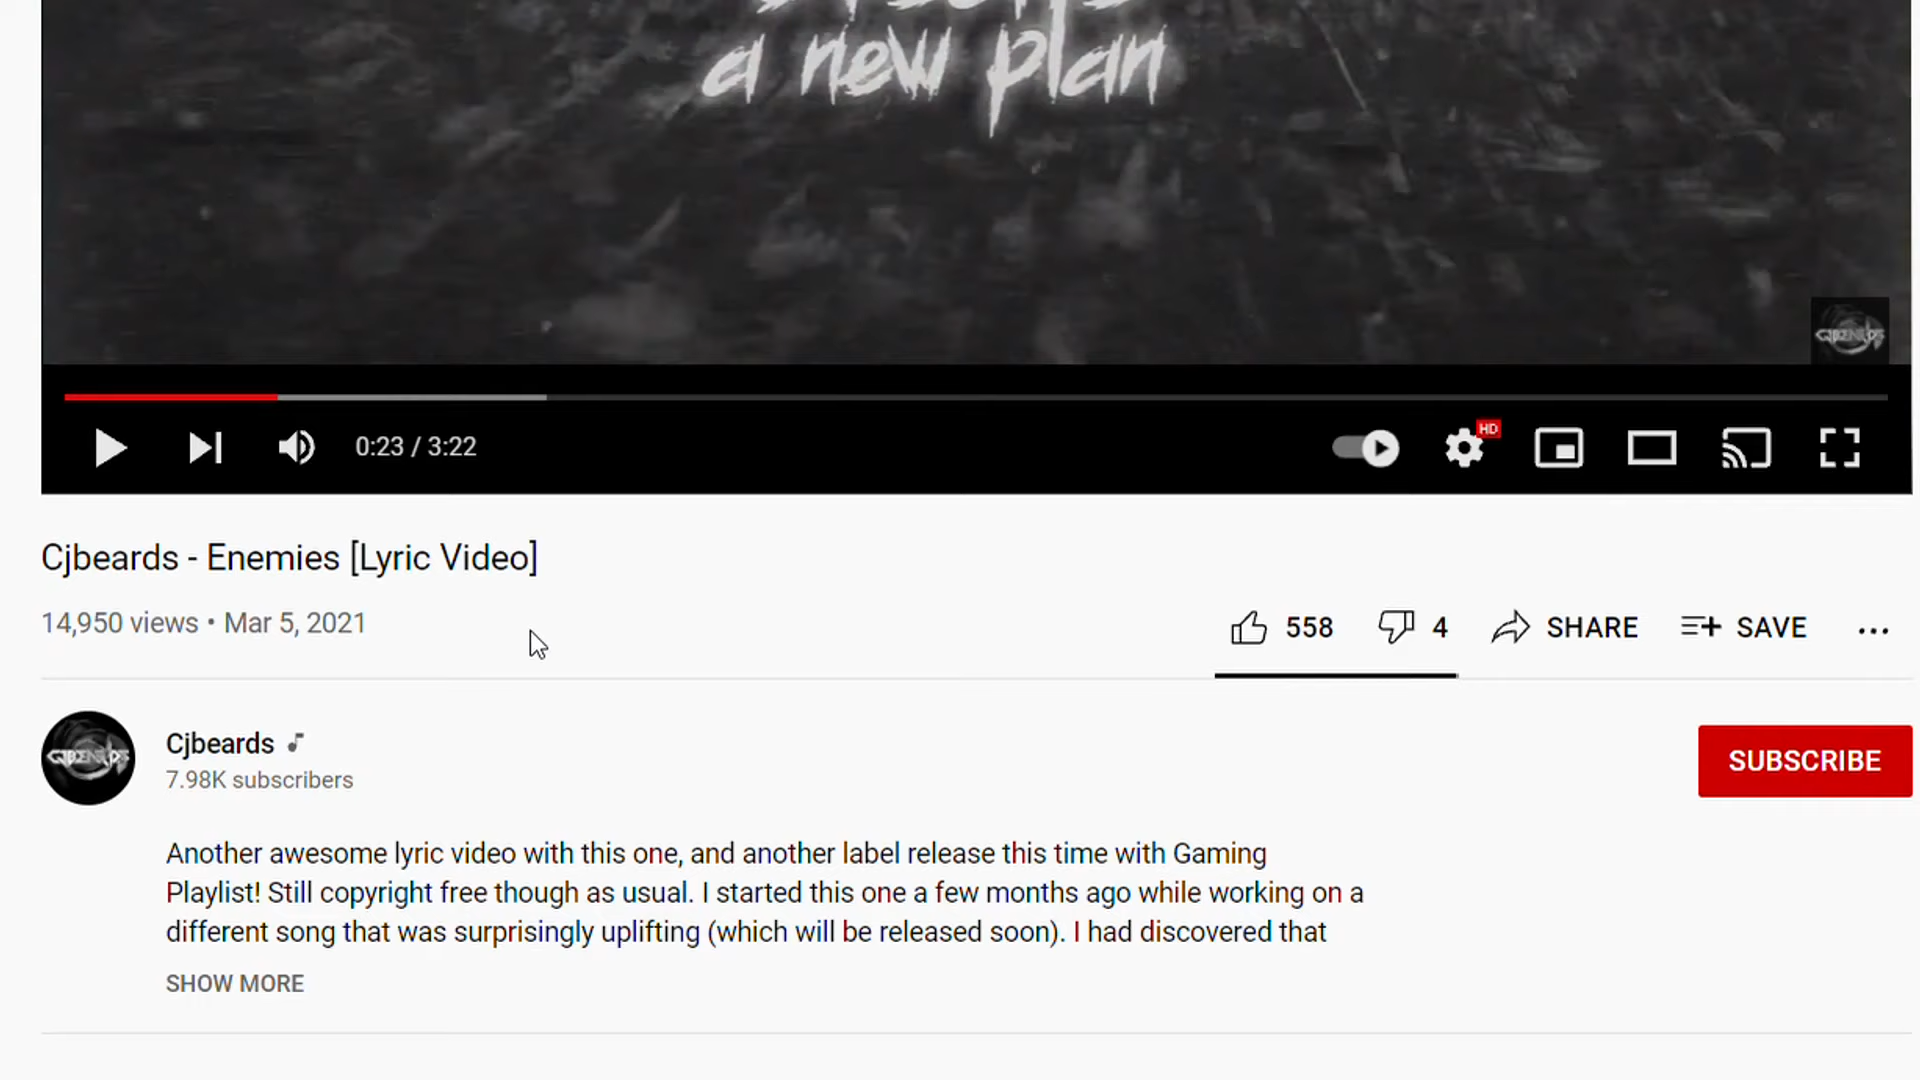 a new plan
CJBEARDS
0:23 / 3:22
HD
Cjbeards - Enemies [Lyric Video]
14,950 views • Mar 5, 2021
558
4
SHARE
SAVE
CJBEARDS
Cjbeards
7.98K subscribers
SUBSCRIBE
Another awesome lyric video with this one, and another label release this time with Gaming
Playlist! Still copyright free though as usual. I started this one a few months ago while working on a
different song that was surprisingly uplifting (which will be released soon). I had discovered that
SHOW MORE